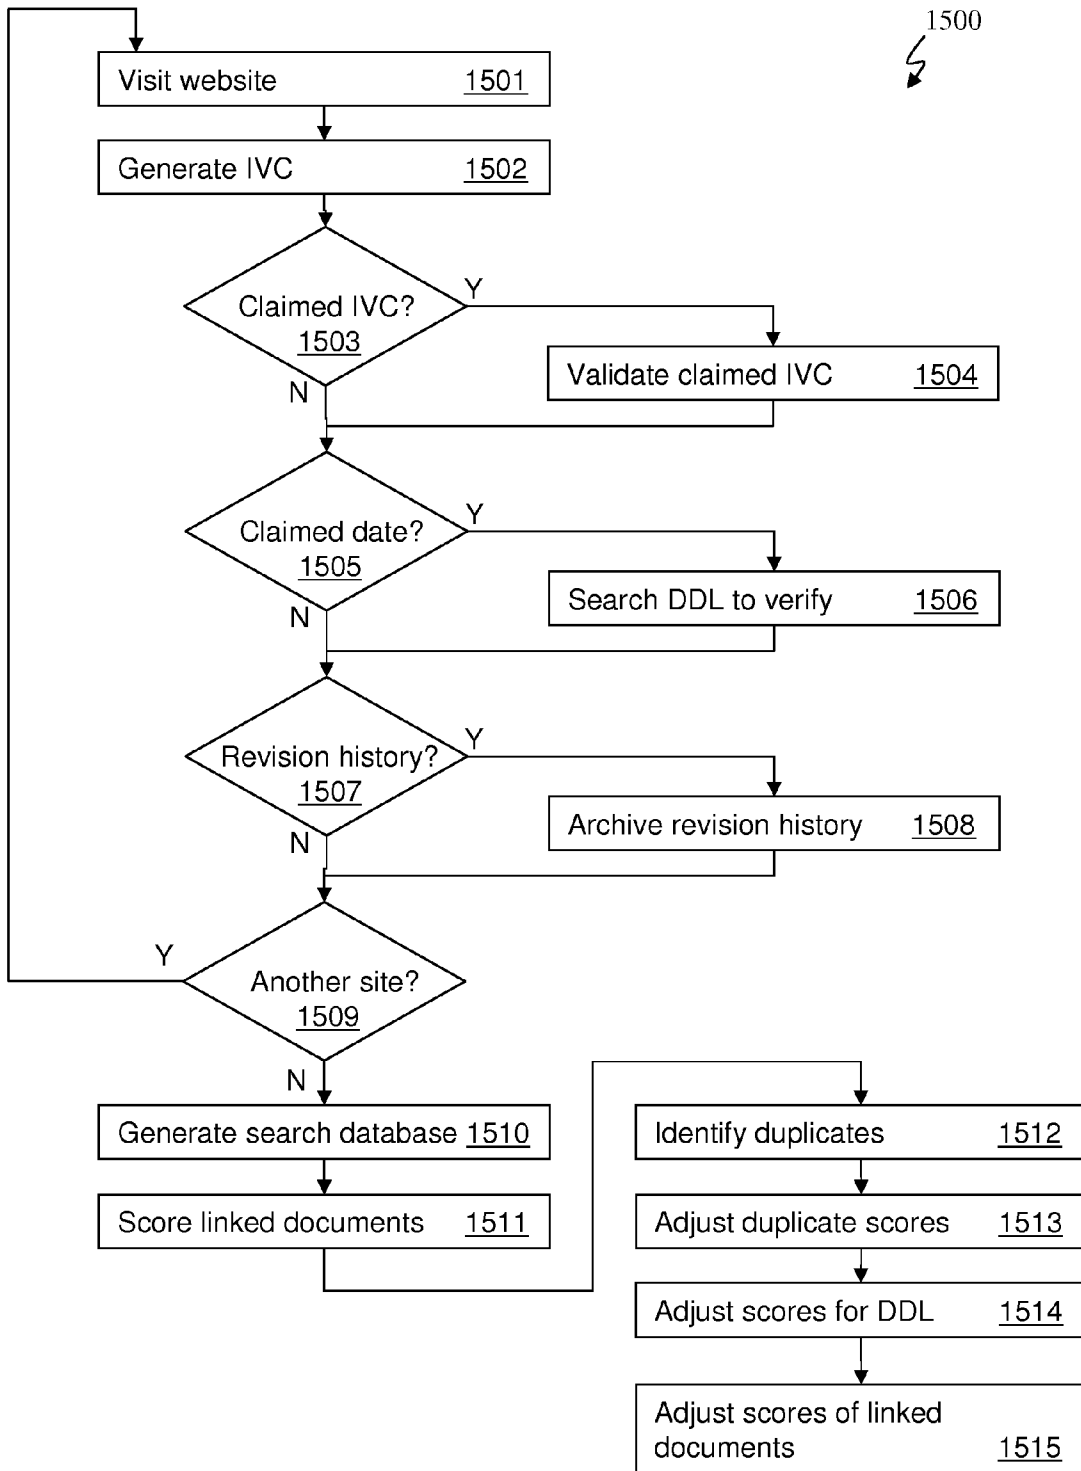 1500
Visit website 1501
Generate IVC 1502
Claimed IVC?
1503
Y
N
Validate claimed IVC 1504
Claimed date?
1505
Y
N
Search DDL to verify 1506
Revision history?
1507
Y
N
Archive revision history 1508
Another site?
1509
Y
N
Generate search database 1510
Score linked documents 1511
Identify duplicates 1512
Adjust duplicate scores 1513
Adjust scores for DDL 1514
Adjust scores of linked
documents 1515